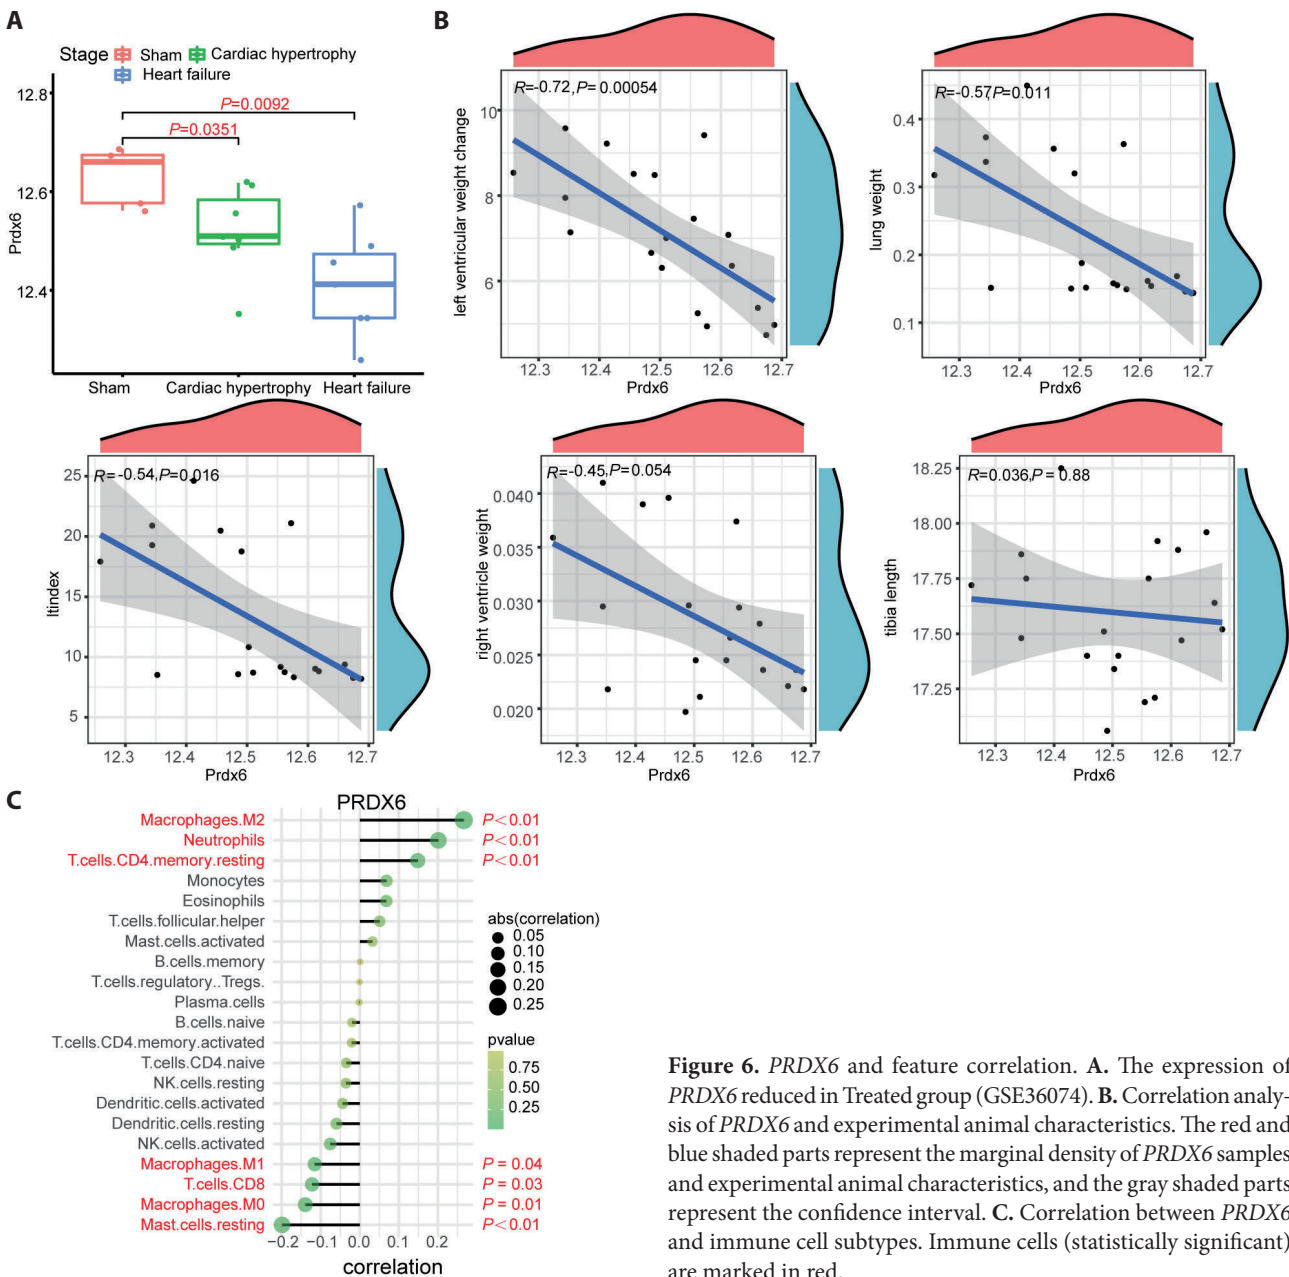 A
Stage Sham Cardiac hypertrophy
Heart failure
12.8
12.6
12.4
Prdx6
P=0.0092
P=0.0351
Sham Cardiac hypertrophy Heart failure
B
R=-0.72, P= 0.00054
10
8
6
left ventricular weight change
12.3 12.4 12.5 12.6 12.7
Prdx6
R=-0.57, P=0.011
0.4
0.3
0.2
0.1
lung weight
12.3 12.4 12.5 12.6 12.7
Prdx6
R= -0.54, P=0.016
25
20
15
10
5
ltindex
12.3 12.4 12.5 12.6 12.7
Prdx6
R=-0.45, P= 0.054
0.040
0.035
0.030
0.025
0.020
right ventricle weight
12.3 12.4 12.5 12.6 12.7
Prdx6
R=0.036, P = 0.88
18.25
18.00
17.75
17.50
17.25
tibia length
12.3 12.4 12.5 12.6 12.7
Prdx6
C
PRDX6
Macrophages.M2 P<0.01
Neutrophils P<0.01
T.cells.CD4.memory.resting P<0.01
Monocytes
Eosinophils
T.cells.follicular.helper
Mast.cells.activated
B.cells.memory
T.cells.regulatory..Tregs.
Plasma.cells
B.cells.naive
T.cells.CD4.memory.activated
T.cells.CD4.naive
NK.cells.resting
Dendritic.cells.activated
Dendritic.cells.resting
NK.cells.activated
Macrophages.M1 P = 0.04
T.cells.CD8 P = 0.03
Macrophages.M0 P = 0.01
Mast.cells.resting P<0.01
−0.2 −0.1 0.0 0.1 0.2
correlation
abs(correlation)
0.05
0.10
0.15
0.20
0.25
pvalue
0.75
0.50
0.25
Figure 6. PRDX6 and feature correlation. A. The expression of
PRDX6 reduced in Treated group (GSE36074). B. Correlation analy-
sis of PRDX6 and experimental animal characteristics. The red and
blue shaded parts represent the marginal density of PRDX6 samples
and experimental animal characteristics, and the gray shaded parts
represent the confidence interval. C. Correlation between PRDX6
and immune cell subtypes. Immune cells (statistically significant)
are marked in red.